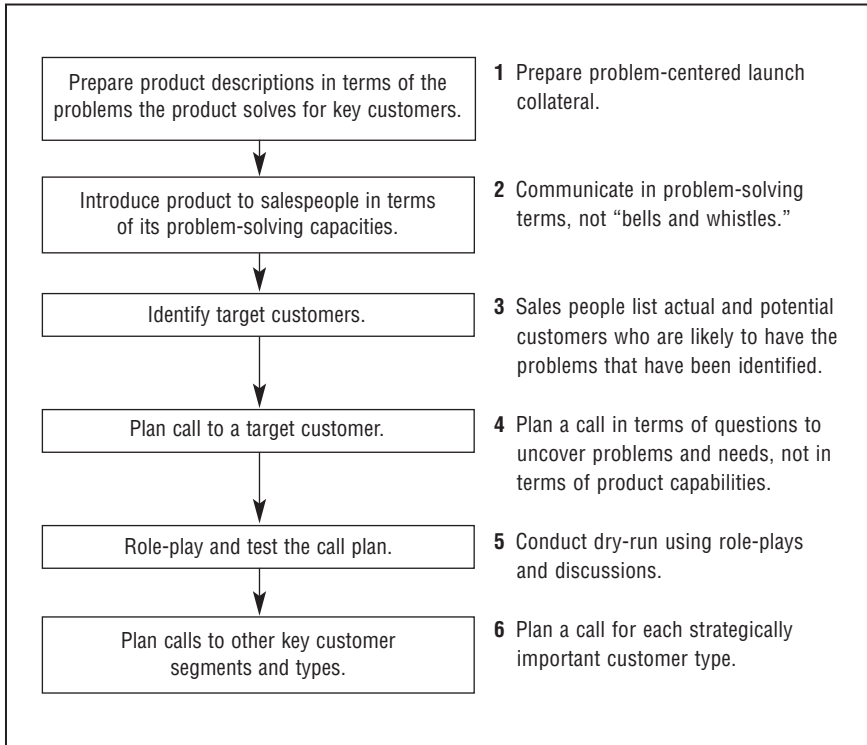 Prepare product descriptions in terms of the
problems the product solves for key customers.
1 Prepare problem-centered launch
collateral.
Introduce product to salespeople in terms
of its problem-solving capacities.
2 Communicate in problem-solving
terms, not “bells and whistles.”
Identify target customers.
3 Sales people list actual and potential
customers who are likely to have the
problems that have been identified.
Plan call to a target customer.
4 Plan a call in terms of questions to
uncover problems and needs, not in
terms of product capabilities.
Role-play and test the call plan.
5 Conduct dry-run using role-plays
and discussions.
Plan calls to other key customer
segments and types.
6 Plan a call for each strategically
important customer type.